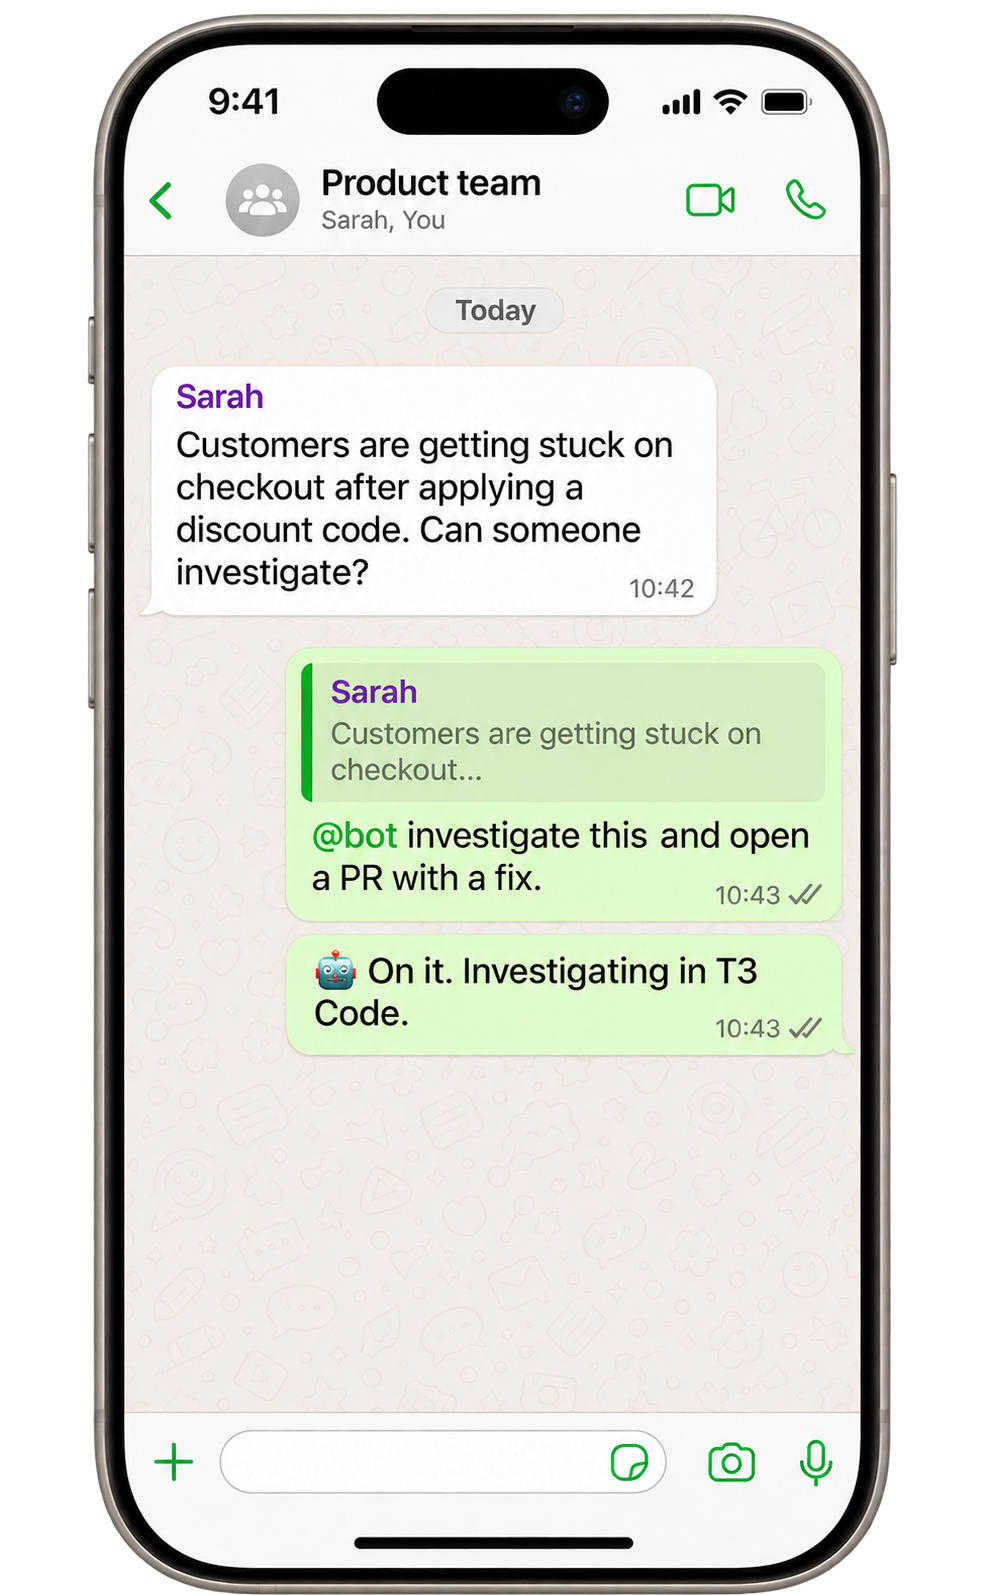 9:41
Product team
Sarah, You
Today
Sarah
Customers are getting stuck on
checkout after applying a
discount code. Can someone
investigate?
10:42
Sarah
Customers are getting stuck on
checkout...
@bot investigate this and open
a PR with a fix.
10:43
🤖 On it. Investigating in T3
Code.
10:43